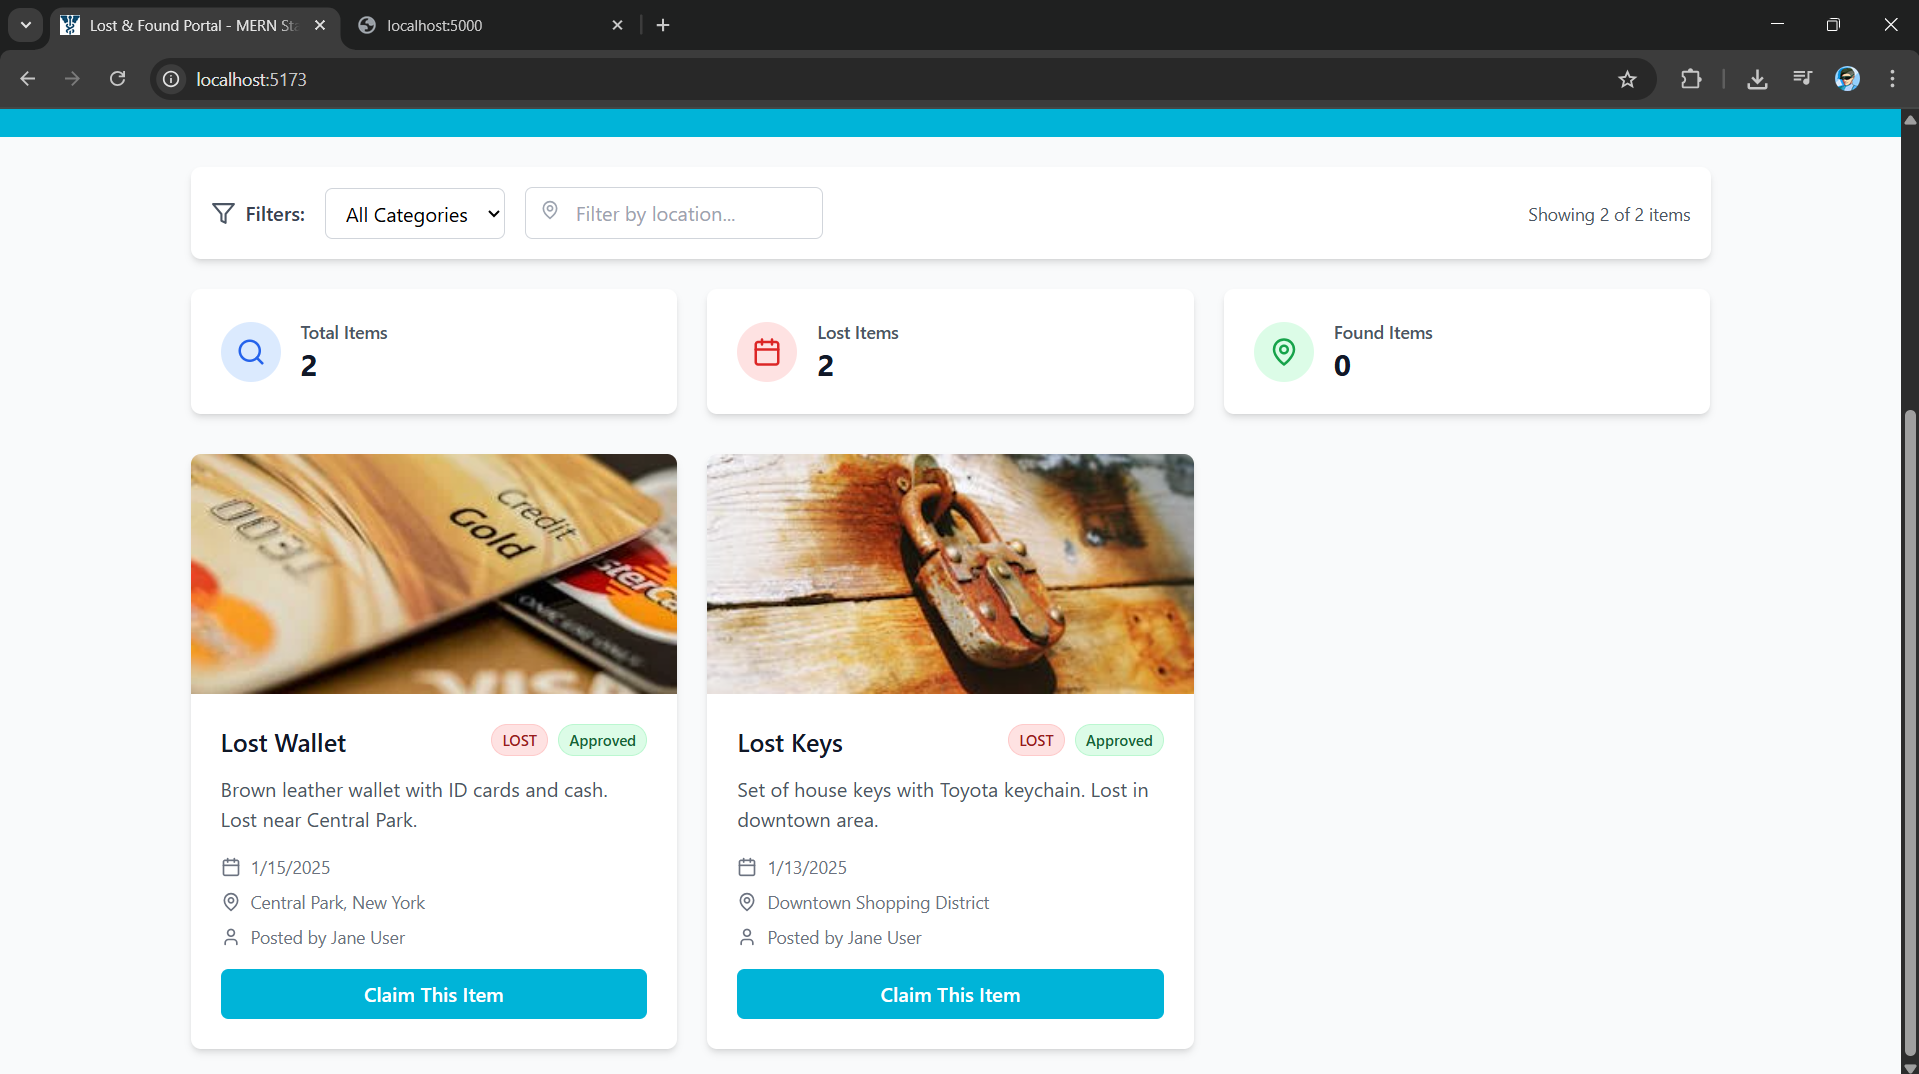 Lost & Found Portal - MERN Sta
localhost:5000
localhost:5173
Filters:
All Categories
Filter by location...
Showing 2 of 2 items
Total Items
2
Lost Items
2
Found Items
0
Credit
Gold
VISA
Lost Wallet
LOST
Approved
Brown leather wallet with ID cards and cash.
Lost near Central Park.
1/15/2025
Central Park, New York
Posted by Jane User
Claim This Item
Lost Keys
LOST
Approved
Set of house keys with Toyota keychain. Lost in
downtown area.
1/13/2025
Downtown Shopping District
Posted by Jane User
Claim This Item